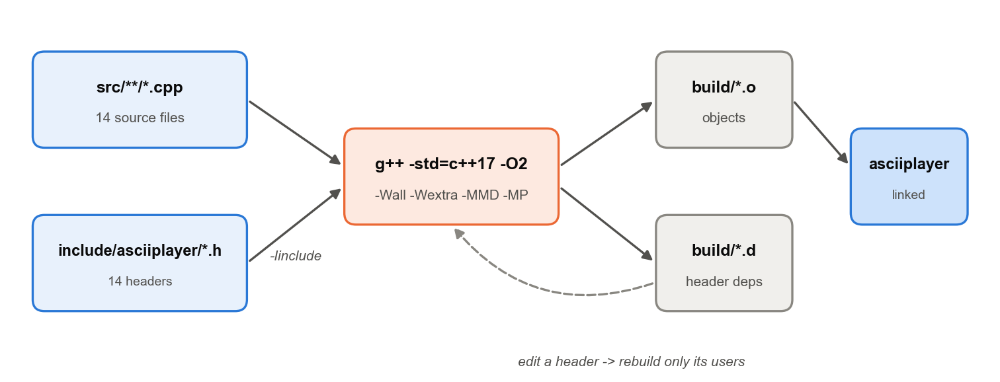 src/**/*.cpp
14 source files
include/asciiplayer/*.h
14 headers
-Iinclude
g++ -std=c++17 -O2
-Wall -Wextra -MMD -MP
build/*.o
objects
build/*.d
header deps
asciiplayer
linked
edit a header -> rebuild only its users